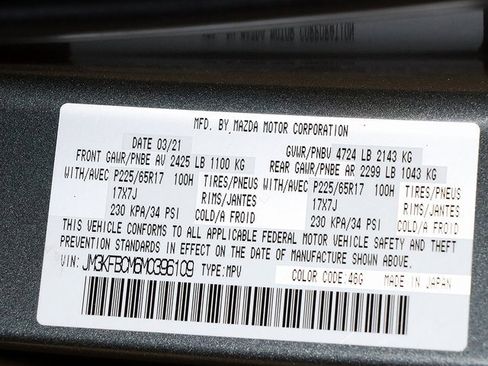 MFD. BY MAZDA MOTOR CORPORATION
DATE 03/21 GVWR/PNBV 4724 LB 2143 KG
FRONT GAWR/PNBE AV 2425 LB 1100 KG REAR GAWR/PNBE AR 2299 LB 1043 KG
WITH/AVEC P225/65R17 100H TIRES/PNEUS WITH/AVEC P225/65R17 100H TIRES/PNEUS
17X7J RIMS/JANTES 17X7J RIMS/JANTES
230 KPA/34 PSI COLD/A FROID 230 KPA/34 PSI COLD/A FROID
THIS VEHICLE CONFORMS TO ALL APPLICABLE FEDERAL MOTOR VEHICLE SAFETY AND THEFT
PREVENTION STANDARDS IN EFFECT ON THE DATE OF MANUFACTURE SHOWN ABOVE.
VIN: JM3KFBCM6M0396109 TYPE:MPV COLOR CODE:46G MADE IN JAPAN